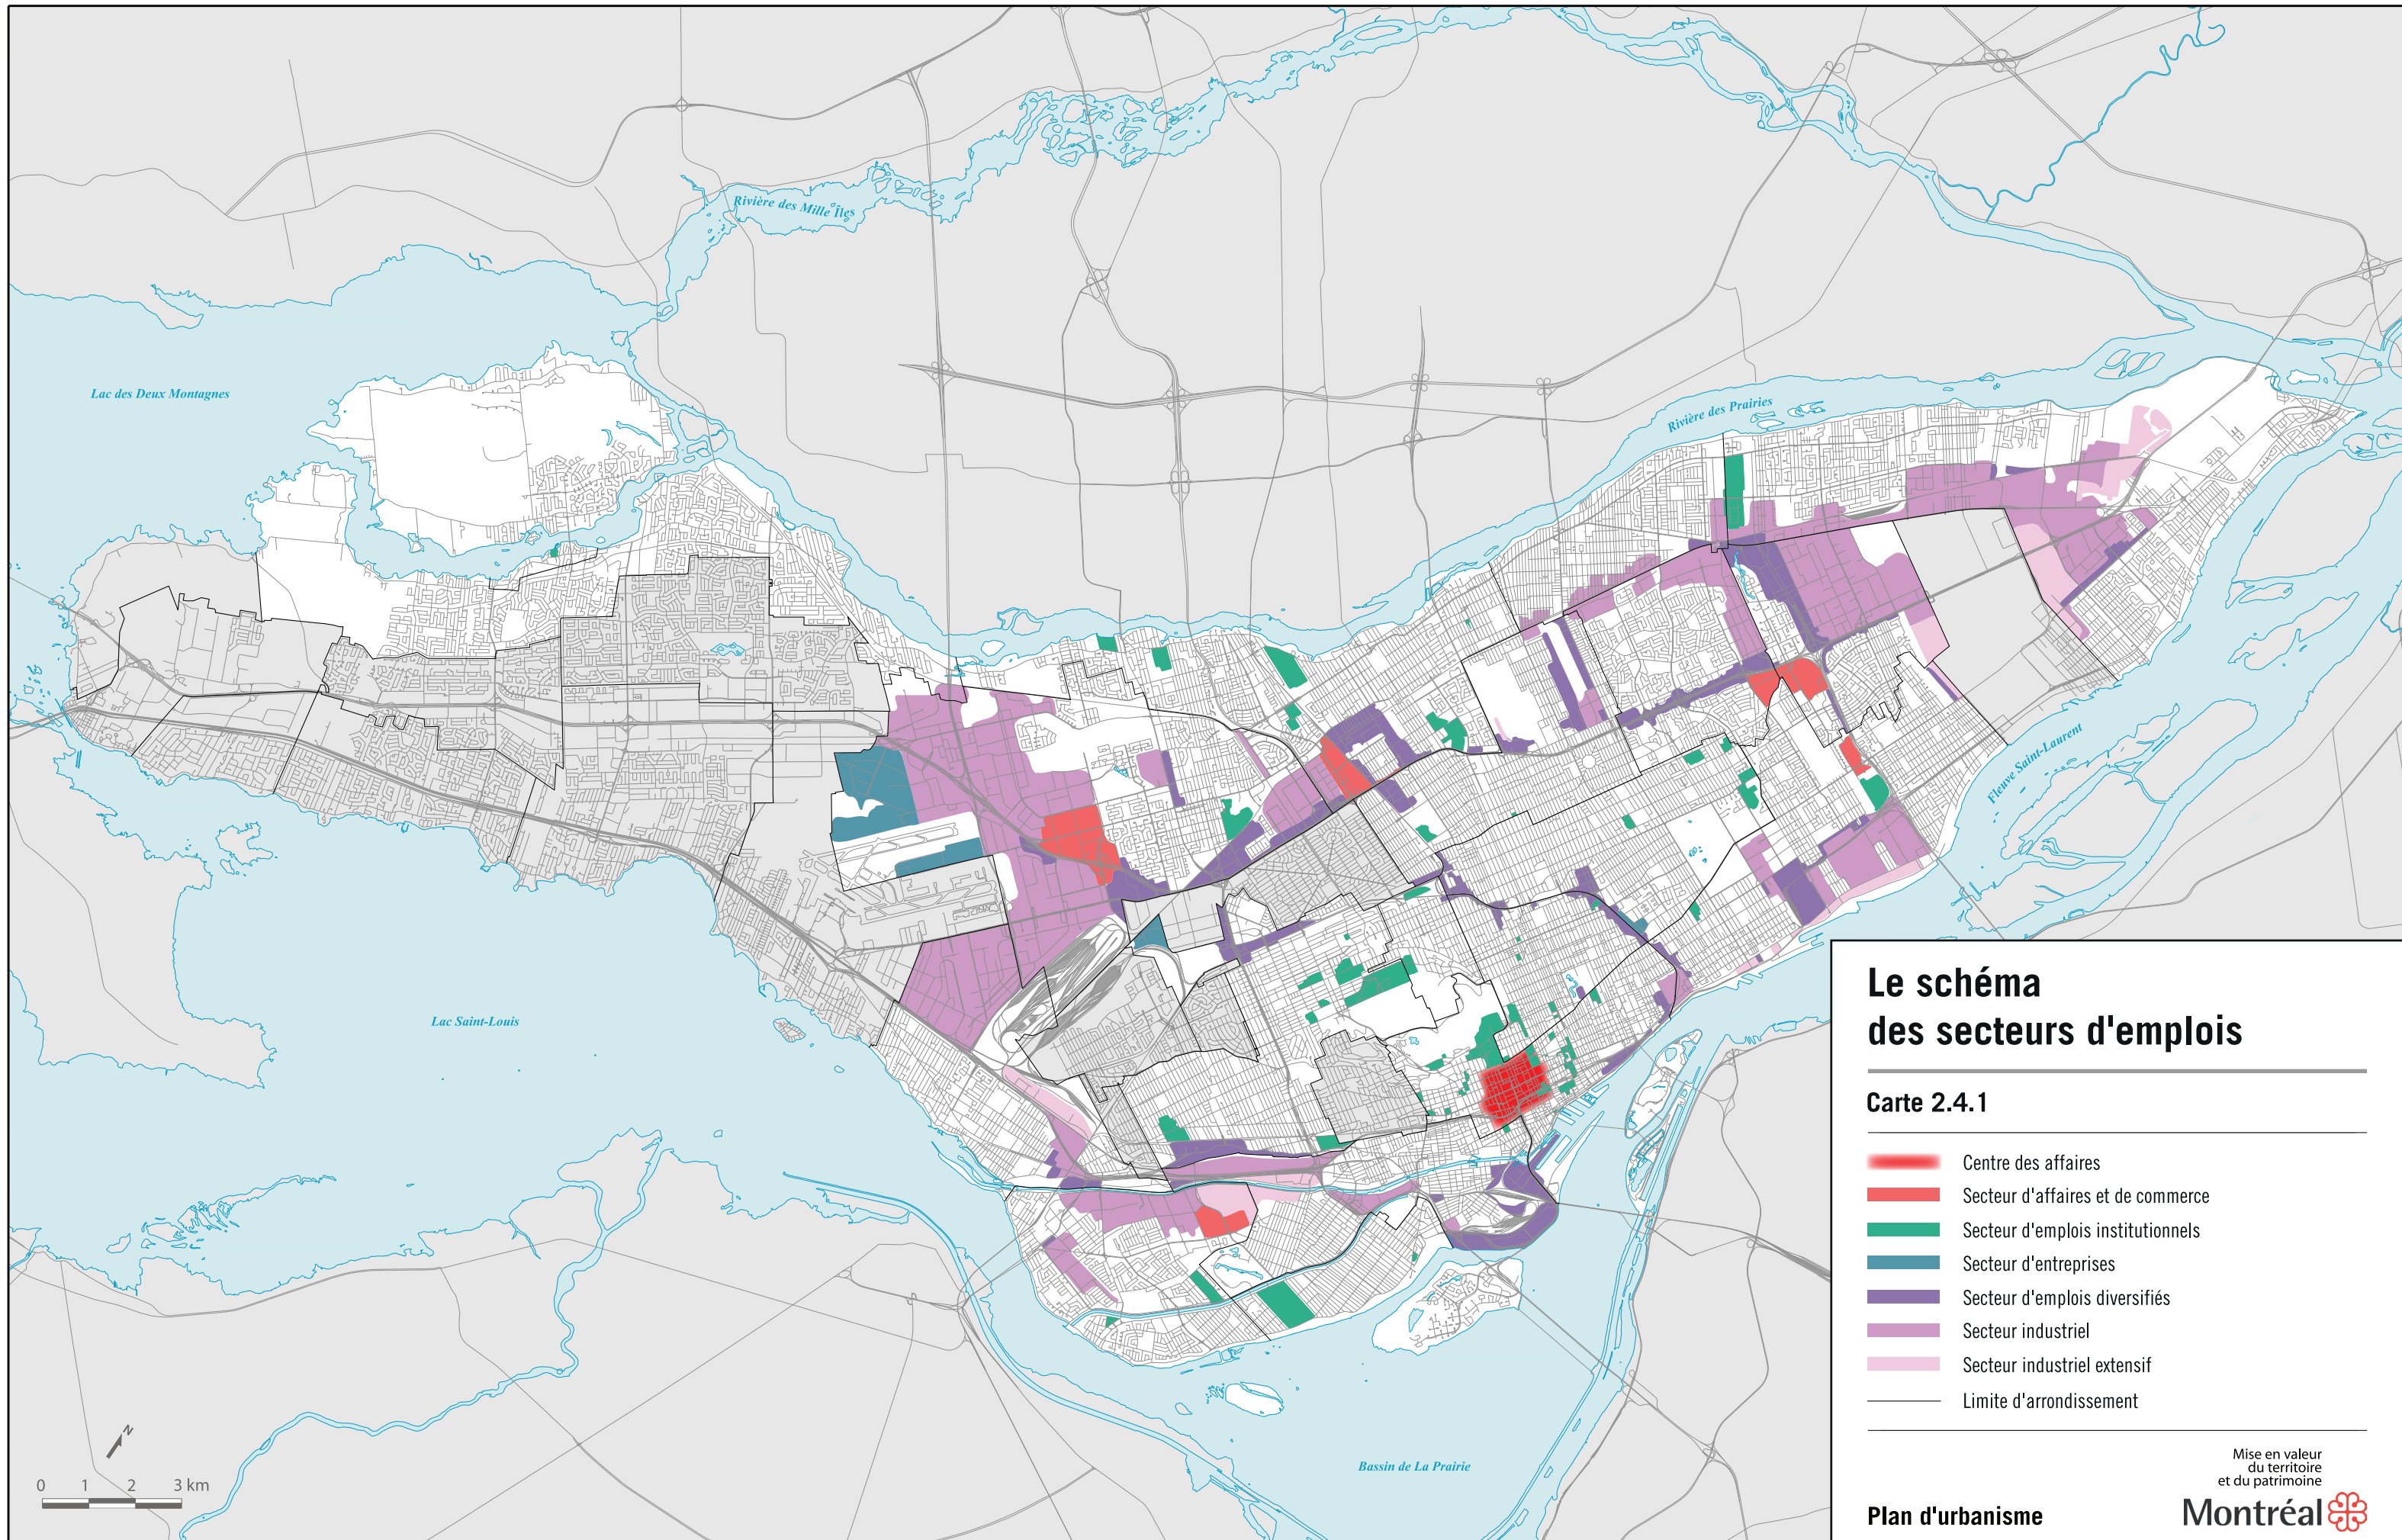 Rivière des Mille Îles
Lac des Deux Montagnes
Rivière des Prairies
Fleuve Saint-Laurent
Lac Saint-Louis
Bassin de La Prairie
N
0 1 2 3 km
Le schéma
des secteurs d'emplois
Carte 2.4.1
Centre des affaires
Secteur d'affaires et de commerce
Secteur d'emplois institutionnels
Secteur d'entreprises
Secteur d'emplois diversifiés
Secteur industriel
Secteur industriel extensif
Limite d'arrondissement
Mise en valeur
du territoire
et du patrimoine
Plan d'urbanisme
Montréal